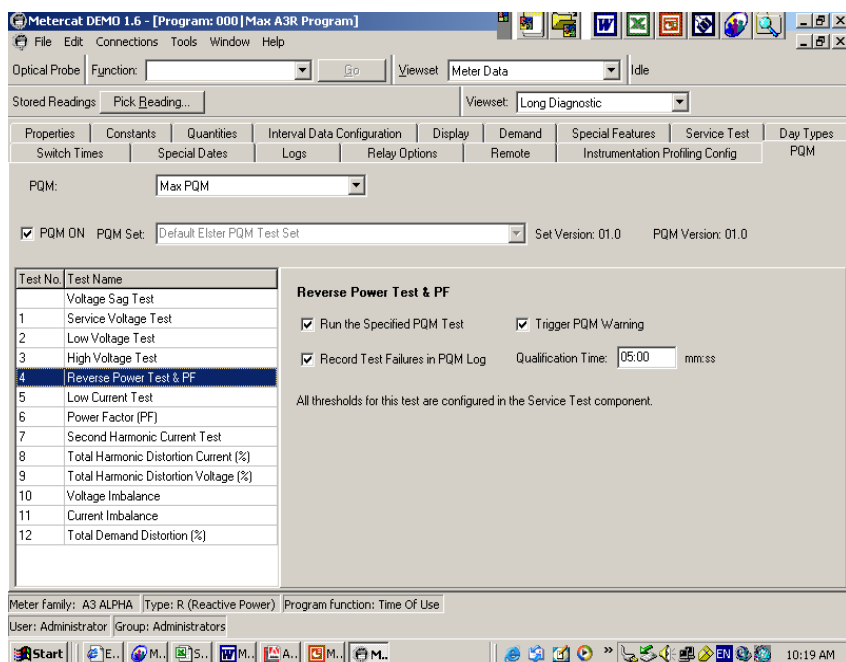 Metercat DEMO 1.6 - [Program: 000|Max A3R Program]
File Edit Connections Tools Window Help
Optical Probe Function: Go Viewset Meter Data Idle
Stored Readings Pick Reading... Viewset: Long Diagnostic
Properties Constants Quantities Interval Data Configuration Display Demand Special Features Service Test Day Types
Switch Times Special Dates Logs Relay Options Remote Instrumentation Profiling Config PQM
PQM: Max PQM
PQM ON PQM Set: Default Elster PQM Test Set Set Version: 01.0 PQM Version: 01.0
Test No. Test Name
Voltage Sag Test
1 Service Voltage Test
2 Low Voltage Test
3 High Voltage Test
4 Reverse Power Test & PF
5 Low Current Test
6 Power Factor (PF)
7 Second Harmonic Current Test
8 Total Harmonic Distortion Current (%)
9 Total Harmonic Distortion Voltage (%)
10 Voltage Imbalance
11 Current Imbalance
12 Total Demand Distortion (%)
Reverse Power Test & PF
Run the Specified PQM Test Trigger PQM Warning
Record Test Failures in PQM Log Qualification Time: 05:00 mm:ss
All thresholds for this test are configured in the Service Test component.
Meter family: A3 ALPHA Type: R (Reactive Power) Program function: Time Of Use
User: Administrator Group: Administrators
Start E.. M.. S.. M.. A.. M.. M.. » EN 10:19 AM